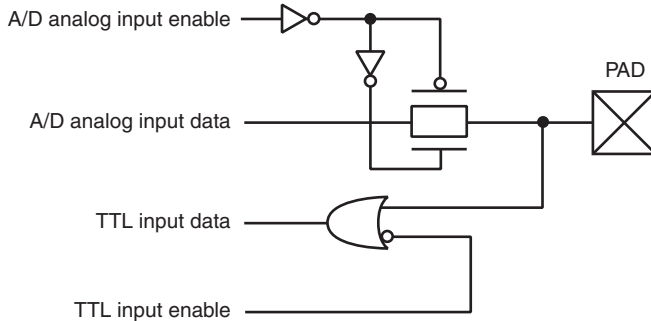 A/D analog input enable
PAD
A/D analog input data
TTL input data
TTL input enable